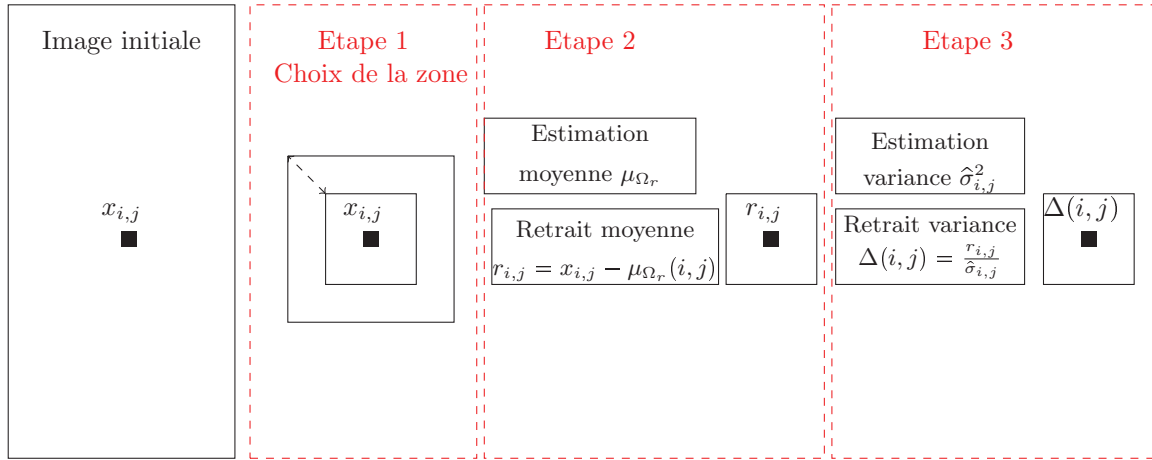 Image initiale
x_{i,j}
Etape 1
Choix de la zone
x_{i,j}
Etape 2
Estimation
moyenne μ_{Ω_r}
Retrait moyenne
r_{i,j} = x_{i,j} − μ_{Ω_r}(i, j)
r_{i,j}
Etape 3
Estimation
variance σ̂²_{i,j}
Retrait variance
Δ(i, j) = \frac{r_{i,j}}{σ̂_{i,j}}
Δ(i, j)